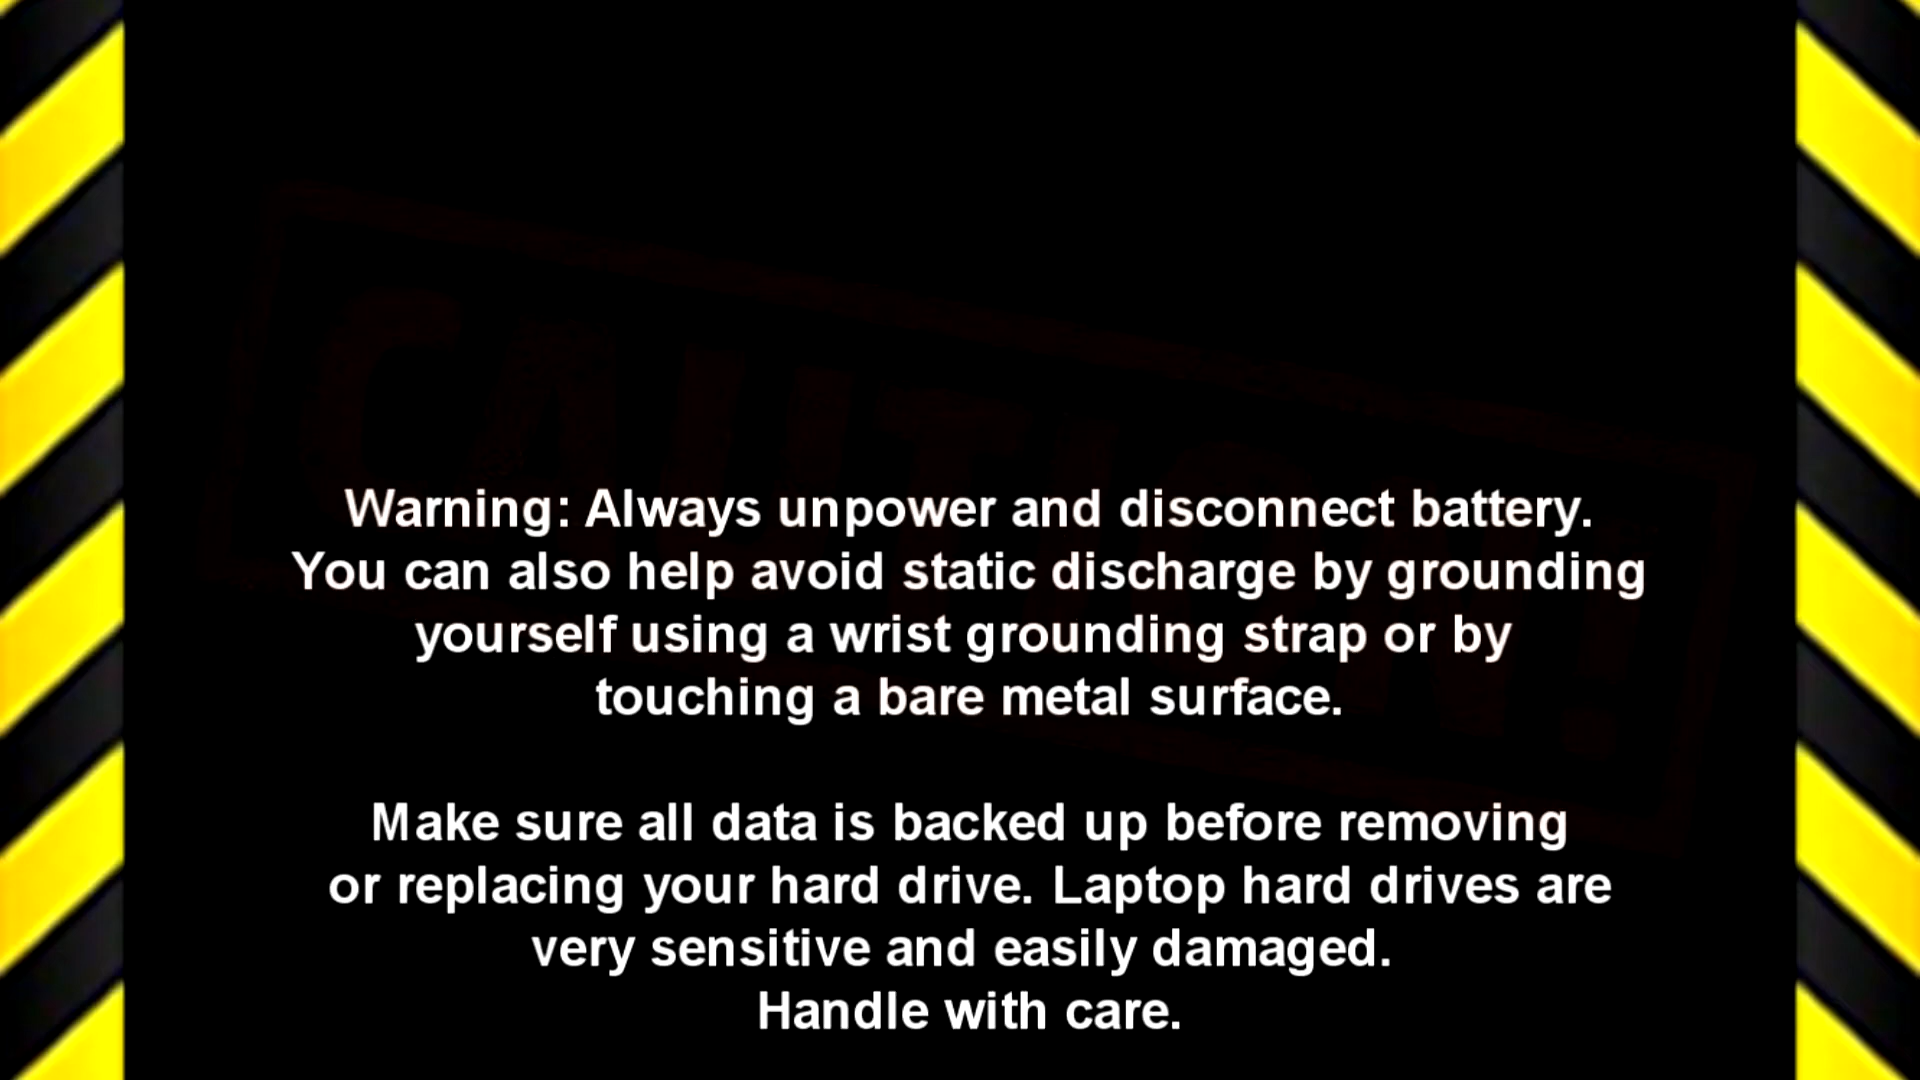 CAUTION!
Warning: Always unpower and disconnect battery.
You can also help avoid static discharge by grounding
yourself using a wrist grounding strap or by
touching a bare metal surface.
Make sure all data is backed up before removing
or replacing your hard drive. Laptop hard drives are
very sensitive and easily damaged.
Handle with care.